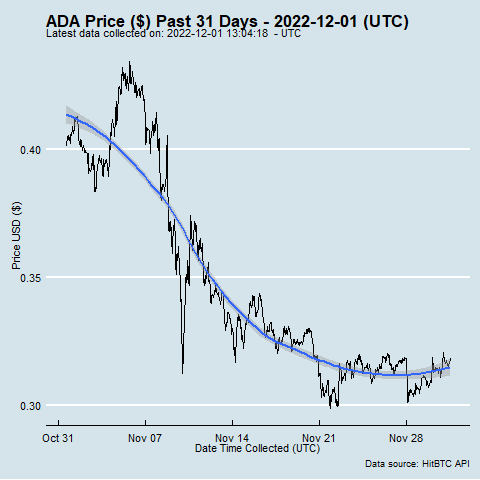 ADA Price ($) Past 31 Days - 2022-12-01 (UTC)
Latest data collected on: 2022-12-01 13:04:18 - UTC
0.40
0.35
0.30
Price USD ($)
Oct 31 Nov 07 Nov 14 Nov 21 Nov 28
Date Time Collected (UTC)
Data source: HitBTC API